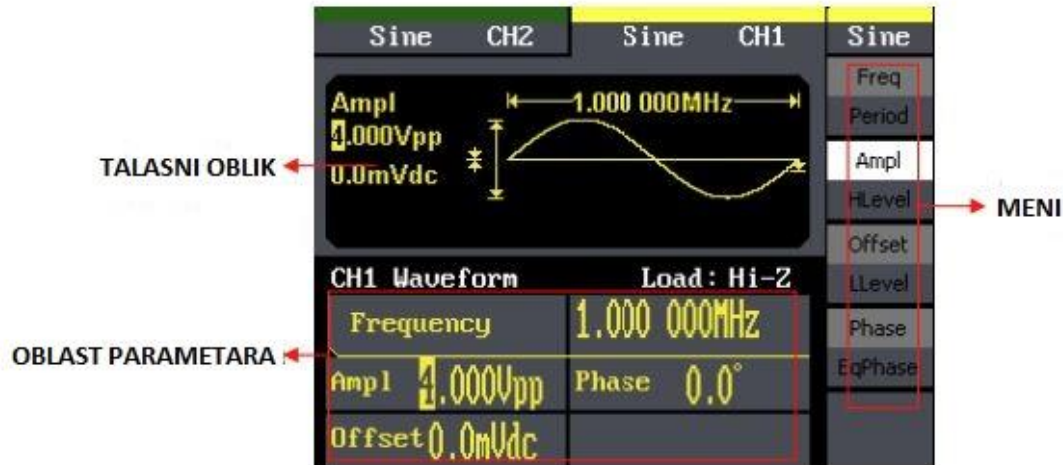 Sine CH2 Sine CH1 Sine
Ampl
4.000Vpp
0.0mVdc
1.000 000MHz
TALASNI OBLIK
Freq
Period
Ampl
HLevel
Offset
LLevel
Phase
EqPhase
MENI
CH1 Waveform Load: Hi-Z
Frequency 1.000 000MHz
OBLAST PARAMETARA
Ampl 4.000Vpp Phase 0.0°
Offset 0.0mVdc